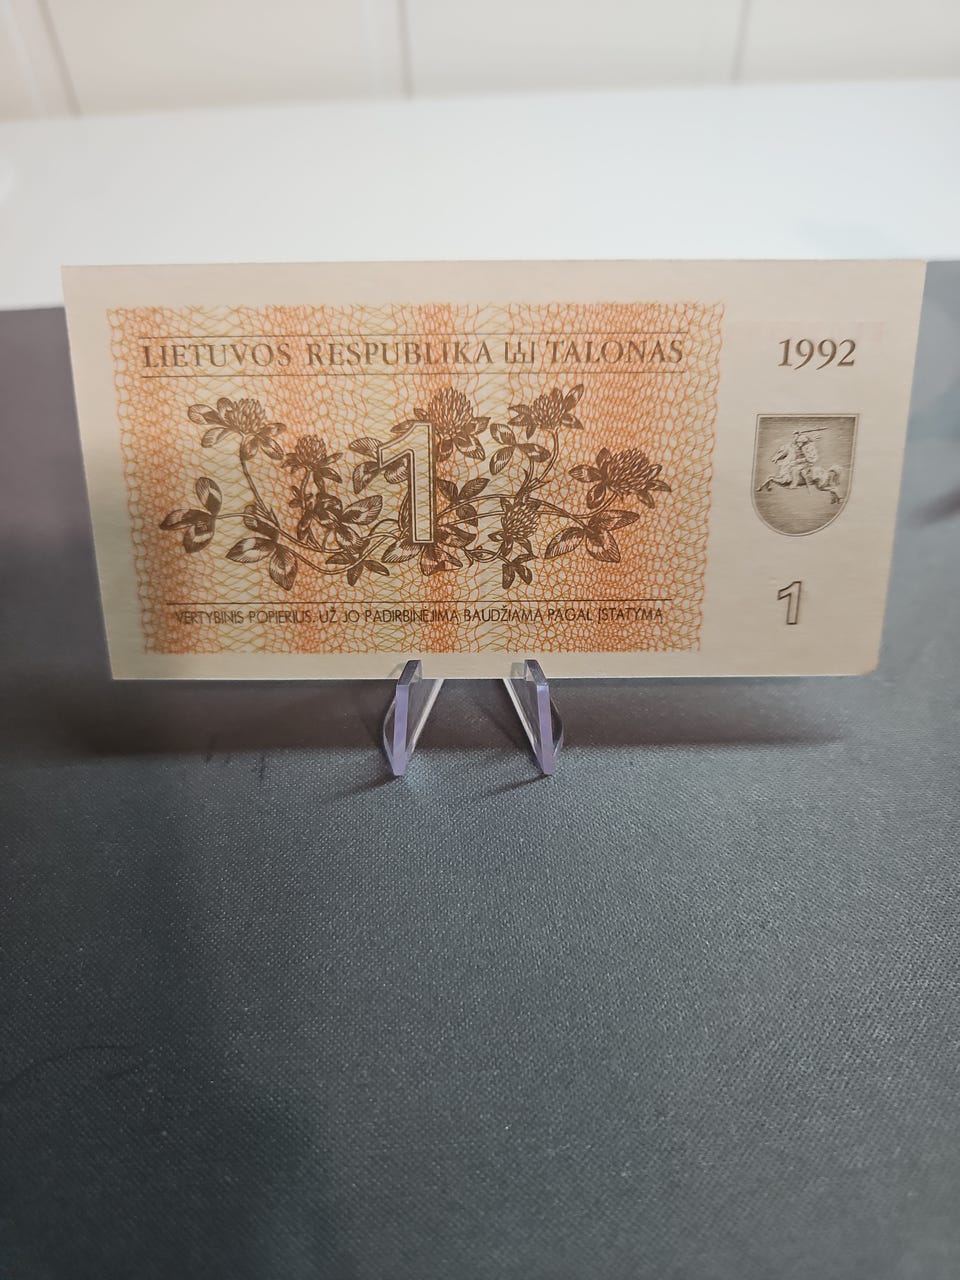 LIETUVOS RESPUBLIKA TALONAS
1992
1
VERTYBINIS POPIERIUS. UŽ JO PADIRBINĖJIMĄ BAUDŽIAMA PAGAL ĮSTATYMĄ
1